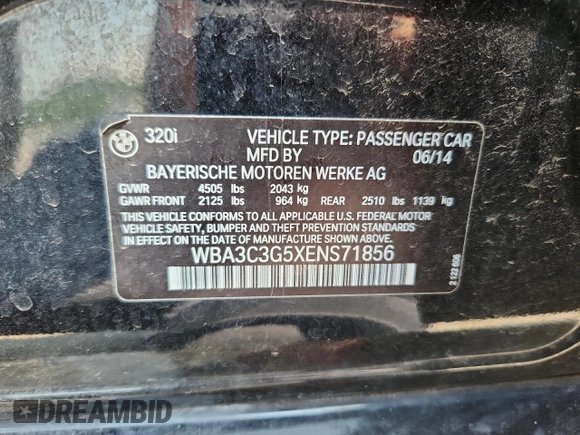 320i VEHICLE TYPE: PASSENGER CAR
MFD BY 06/14
BAYERISCHE MOTOREN WERKE AG
GVWR 4505 lbs 2043 kg
GAWR FRONT 2125 lbs 964 kg REAR 2510 lbs 1139 kg
THIS VEHICLE CONFORMS TO ALL APPLICABLE U.S. FEDERAL MOTOR
VEHICLE SAFETY, BUMPER AND THEFT PREVENTION STANDARDS
IN EFFECT ON THE DATE OF MANUFACTURE SHOWN ABOVE.
WBA3C3G5XENS71856
DREAMBID